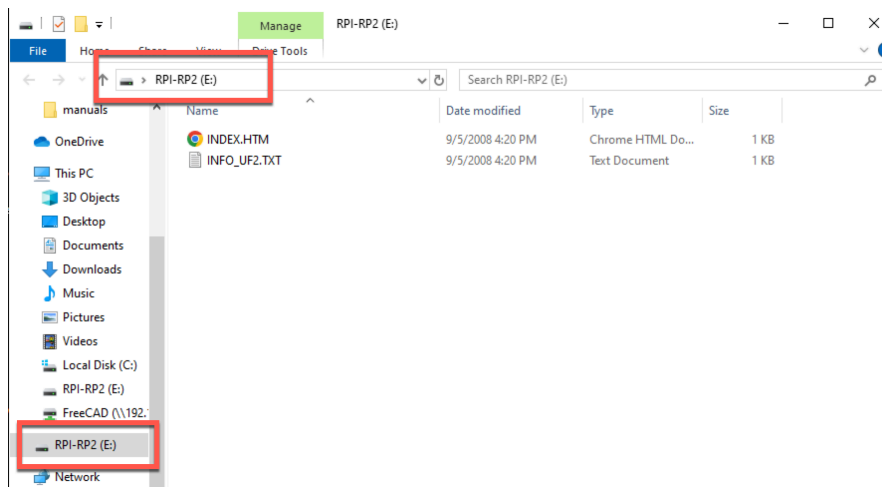 Manage RPI-RP2 (E:)
File Home Share View Drive Tools
RPI-RP2 (E:) Search RPI-RP2 (E:)
manuals
OneDrive
This PC
3D Objects
Desktop
Documents
Downloads
Music
Pictures
Videos
Local Disk (C:)
RPI-RP2 (E:)
FreeCAD (\\192.
RPI-RP2 (E:)
Network
Name Date modified Type Size
INDEX.HTM 9/5/2008 4:20 PM Chrome HTML Do... 1 KB
INFO_UF2.TXT 9/5/2008 4:20 PM Text Document 1 KB